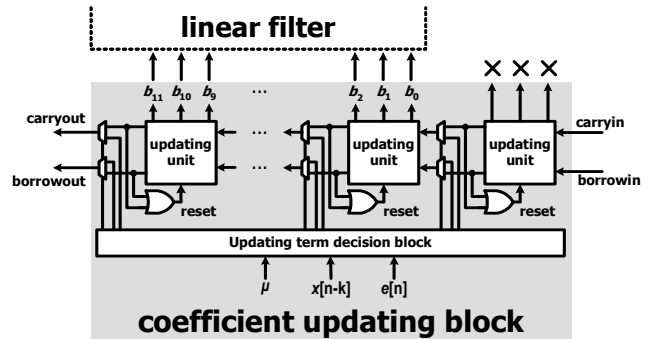 linear filter
b11 b10 b9 ... b2 b1 b0
carryout
updating unit
...
updating unit
updating unit
carryin
borrowout
...
borrowin
reset
reset
reset
Updating term decision block
μ x[n-k] e[n]
coefficient updating block